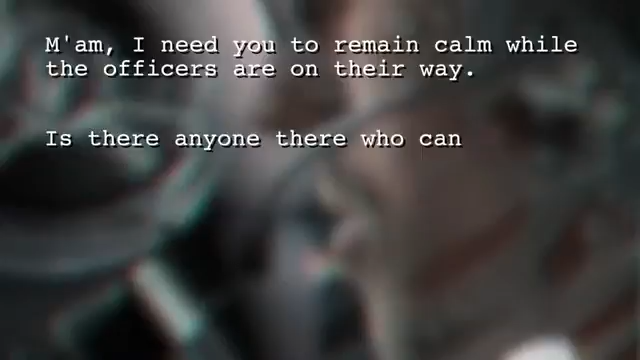 M'am, I need you to remain calm while
the officers are on their way.
Is there anyone there who can